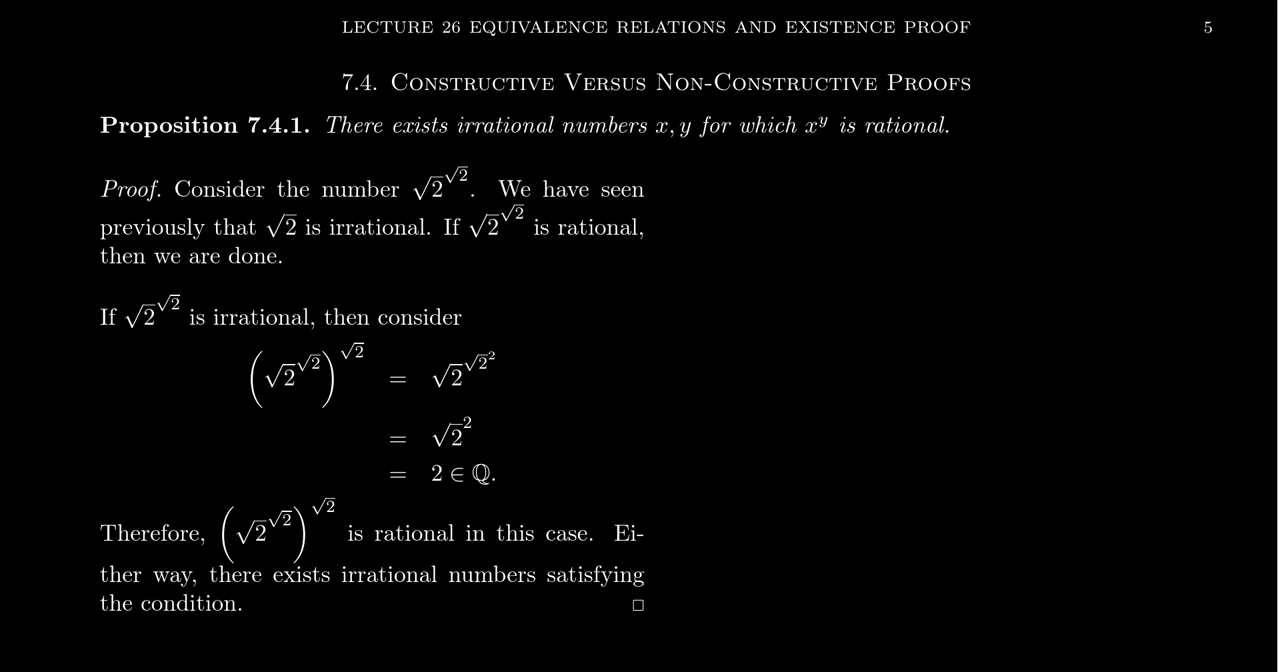 LECTURE 26 EQUIVALENCE RELATIONS AND EXISTENCE PROOF 5
7.4. Constructive Versus Non-Constructive Proofs
Proposition 7.4.1. There exists irrational numbers x, y for which x^y is rational.
Proof. Consider the number √2^√2. We have seen
previously that √2 is irrational. If √2^√2 is rational,
then we are done.
If √2^√2 is irrational, then consider
(√2^√2)^√2 = √2^√2^2
= √2^2
= 2 ∈ ℚ.
Therefore, (√2^√2)^√2 is rational in this case. Ei-
ther way, there exists irrational numbers satisfying
the condition. □